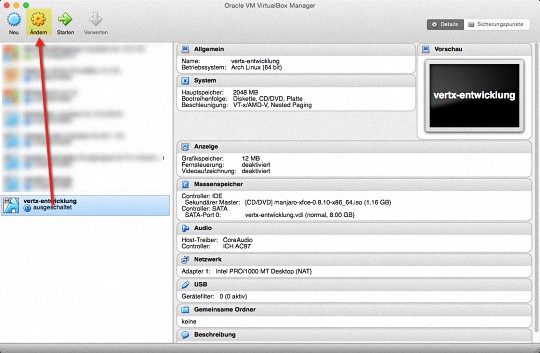 Oracle VM VirtualBox Manager
Neu
Ändern
Starten
Verwerfen
Details
Sicherungspunkte
vertx-entwicklung
ausgeschaltet
Allgemein
Name: vertx-entwicklung
Betriebssystem: Arch Linux (64 bit)
System
Hauptspeicher: 2048 MB
Bootreihenfolge: Diskette, CD/DVD, Platte
Beschleunigung: VT-x/AMD-V, Nested Paging
Vorschau
vertx-entwicklung
Anzeige
Grafikspeicher: 12 MB
Fernsteuerung: deaktiviert
Videoaufzeichnung: deaktiviert
Massenspeicher
Controller: IDE
Sekundärer Master: [CD/DVD] manjaro-xfce-0.8.10-x86_64.iso (1.16 GB)
Controller: SATA
SATA-Port 0: vertx-entwicklung.vdi (normal, 8.00 GB)
Audio
Host-Treiber: CoreAudio
Controller: ICH AC97
Netzwerk
Adapter 1: Intel PRO/1000 MT Desktop (NAT)
USB
Gerätefilter: 0 (0 aktiv)
Gemeinsame Ordner
keine
Beschreibung